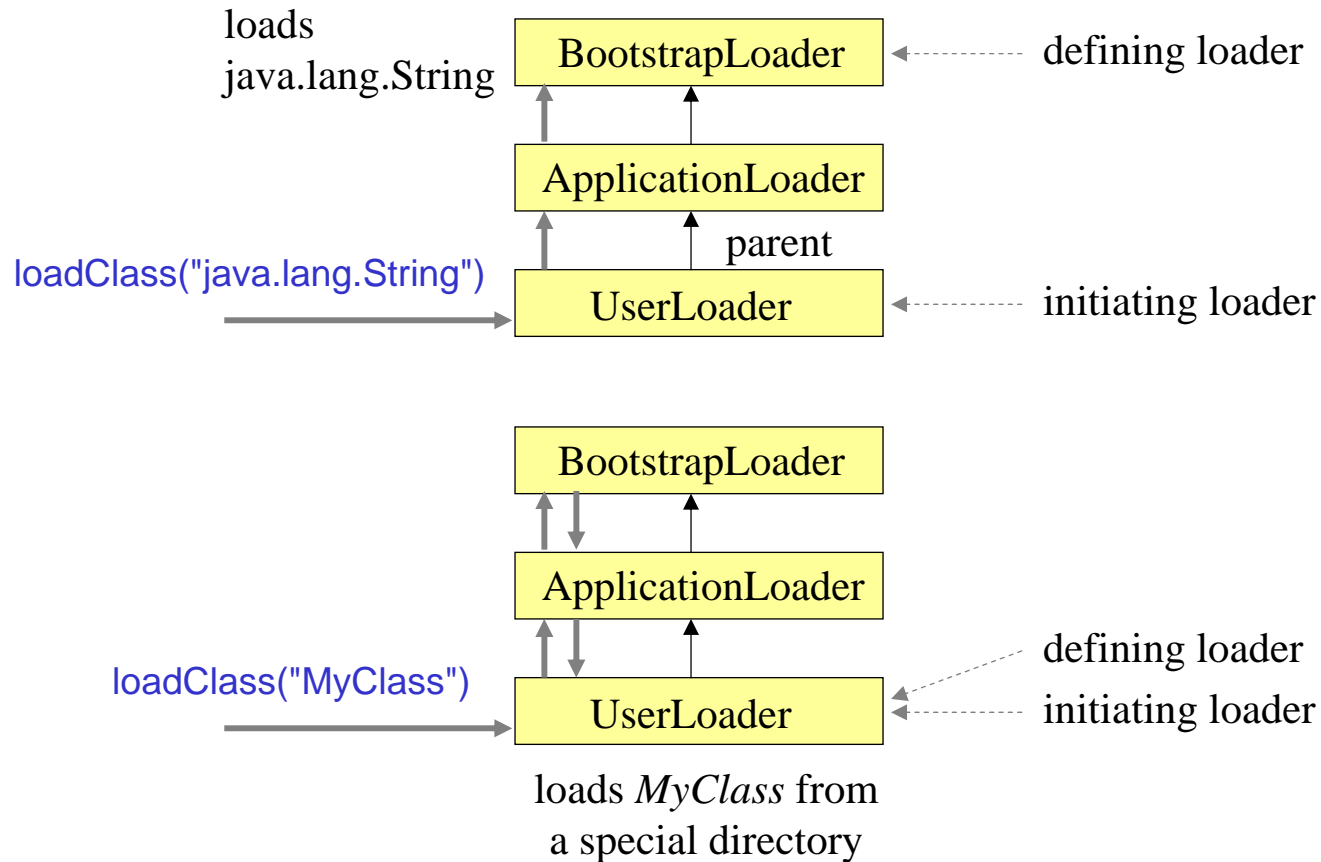 loads
java.lang.String
BootstrapLoader
defining loader
ApplicationLoader
parent
loadClass("java.lang.String")
UserLoader
initiating loader
BootstrapLoader
ApplicationLoader
loadClass("MyClass")
UserLoader
defining loader
initiating loader
loads MyClass from
a special directory